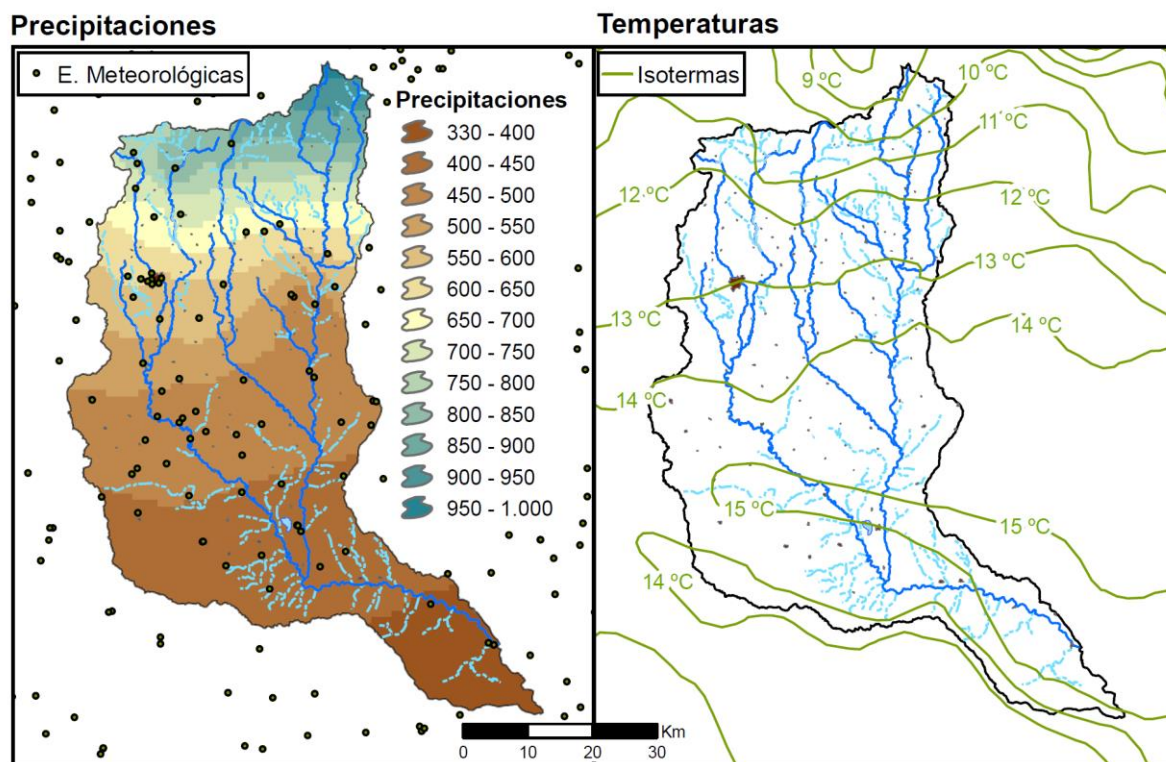 Precipitaciones
E. Meteorológicas
Precipitaciones
330 - 400
400 - 450
450 - 500
500 - 550
550 - 600
600 - 650
650 - 700
700 - 750
750 - 800
800 - 850
850 - 900
900 - 950
950 - 1.000
Km
0 10 20 30
Temperaturas
Isotermas
9 ºC
10 ºC
11 ºC
12 ºC
12 ºC
13 ºC
13 ºC
14 ºC
14 ºC
15 ºC
15 ºC
14 ºC